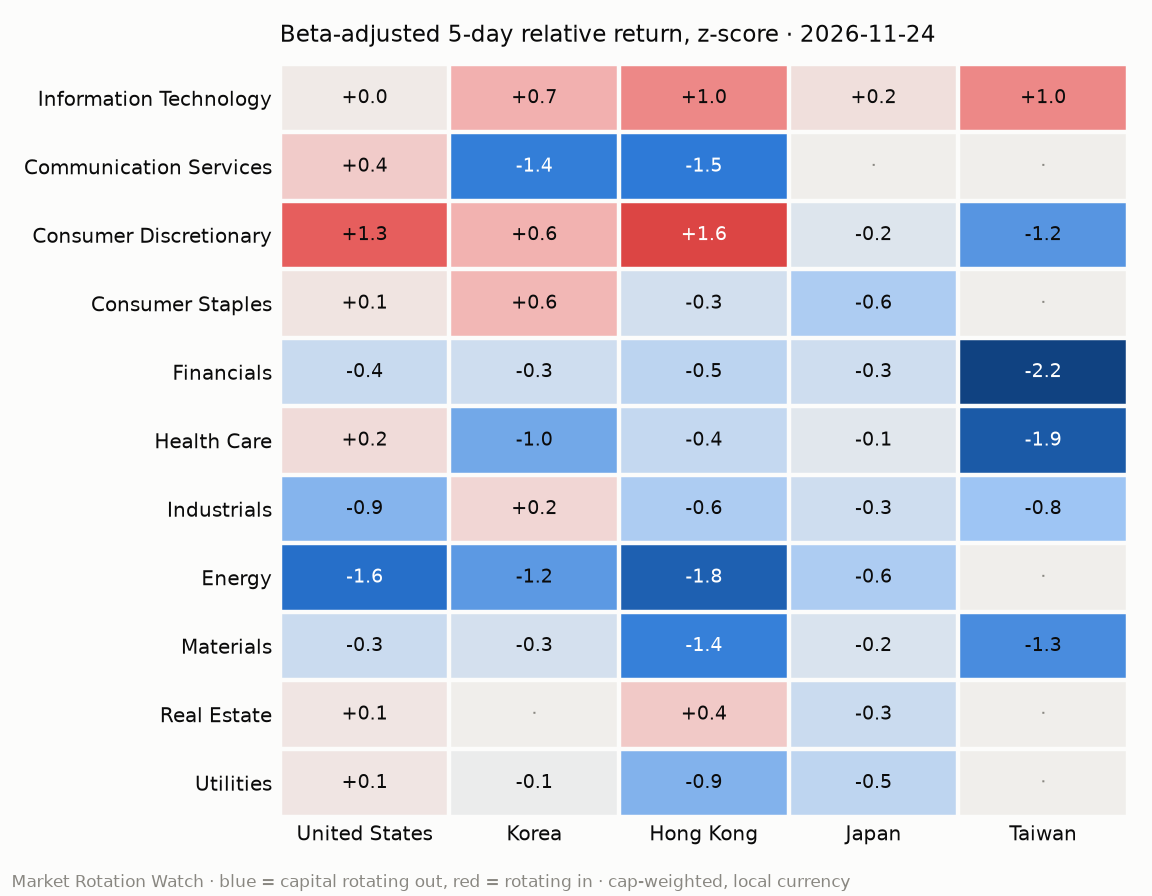 Beta-adjusted 5-day relative return, z-score · 2026-11-24
Information Technology +0.0 +0.7 +1.0 +0.2 +1.0
Communication Services +0.4 -1.4 -1.5 · ·
Consumer Discretionary +1.3 +0.6 +1.6 -0.2 -1.2
Consumer Staples +0.1 +0.6 -0.3 -0.6 ·
Financials -0.4 -0.3 -0.5 -0.3 -2.2
Health Care +0.2 -1.0 -0.4 -0.1 -1.9
Industrials -0.9 +0.2 -0.6 -0.3 -0.8
Energy -1.6 -1.2 -1.8 -0.6 ·
Materials -0.3 -0.3 -1.4 -0.2 -1.3
Real Estate +0.1 · +0.4 -0.3 ·
Utilities +0.1 -0.1 -0.9 -0.5 ·
United States Korea Hong Kong Japan Taiwan
Market Rotation Watch · blue = capital rotating out, red = rotating in · cap-weighted, local currency